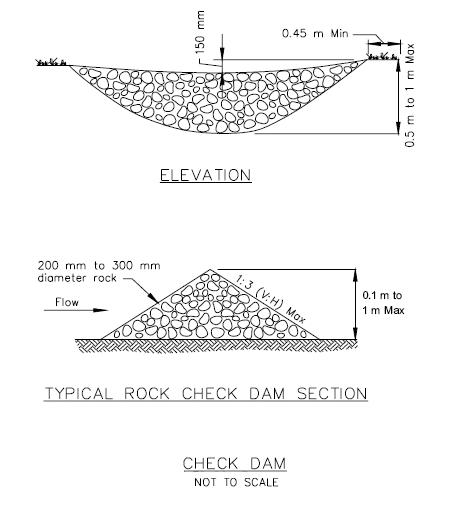 150 mm
0.45 m Min
0.5 m to 1 m Max
ELEVATION
200 mm to 300 mm
diameter rock
Flow
1:3 (V:H) Max
0.1 m to
1 m Max
TYPICAL ROCK CHECK DAM SECTION
CHECK DAM
NOT TO SCALE